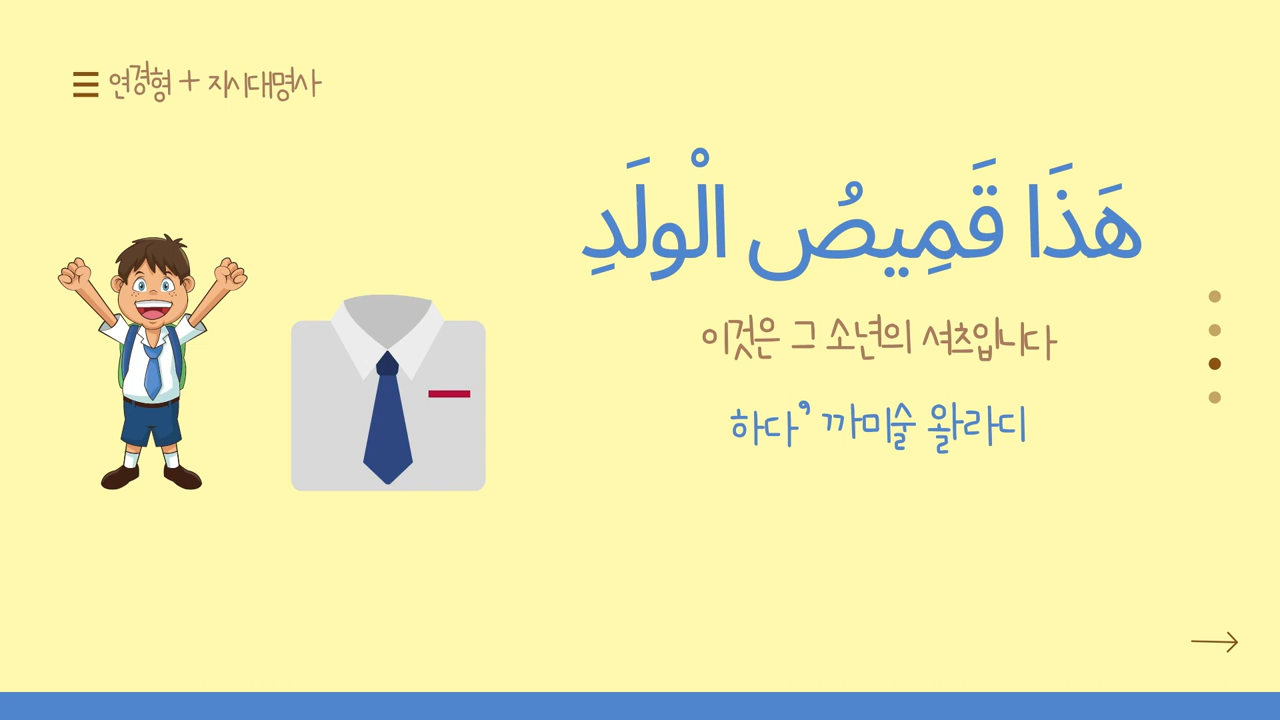 연경형 + 지시대명사
هَذَا قَمِيصُ الْولَدِ
이것은 그 소년의 셔츠입니다
하다' 까미술 왈라디